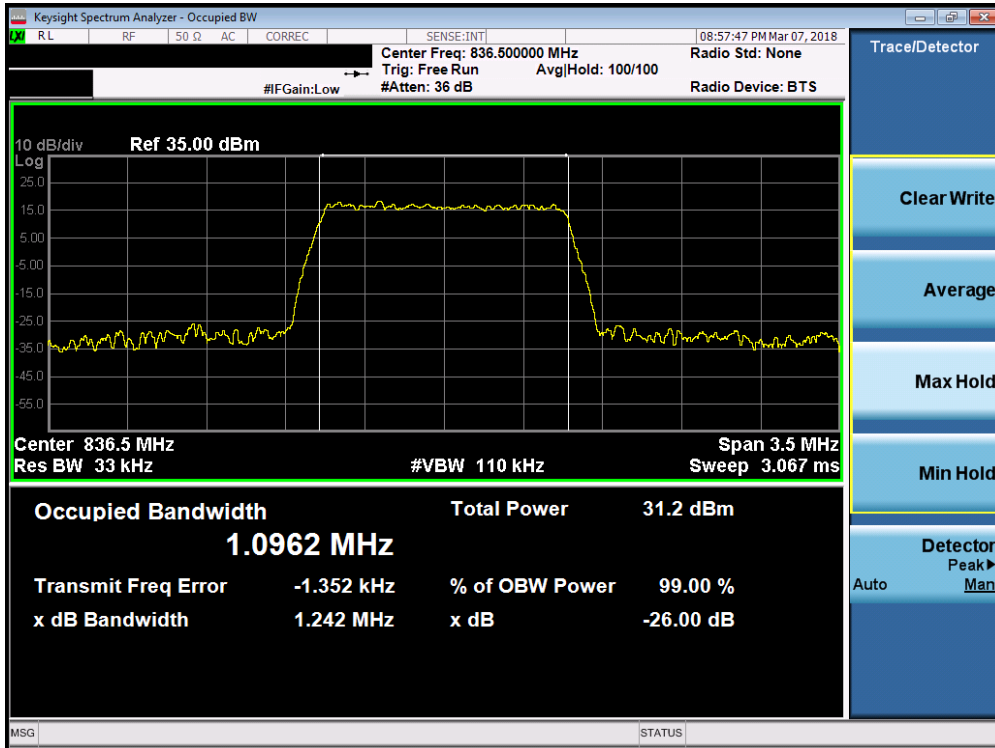 Keysight Spectrum Analyzer - Occupied BW
LXI RL RF 50 Ω AC CORREC SENSE:INT 08:57:47 PM Mar 07, 2018
Center Freq: 836.500000 MHz Radio Std: None
Trig: Free Run Avg|Hold: 100/100
#IFGain:Low #Atten: 36 dB Radio Device: BTS
Trace/Detector
10 dB/div Ref 35.00 dBm
Log
25.0
15.0
5.00
-5.00
-15.0
-25.0
-35.0
-45.0
-55.0
Center 836.5 MHz Span 3.5 MHz
Res BW 33 kHz #VBW 110 kHz Sweep 3.067 ms
Occupied Bandwidth Total Power 31.2 dBm
1.0962 MHz
Transmit Freq Error -1.352 kHz % of OBW Power 99.00 %
x dB Bandwidth 1.242 MHz x dB -26.00 dB
Clear Write
Average
Max Hold
Min Hold
Detector
Peak▶
Auto Man
MSG STATUS